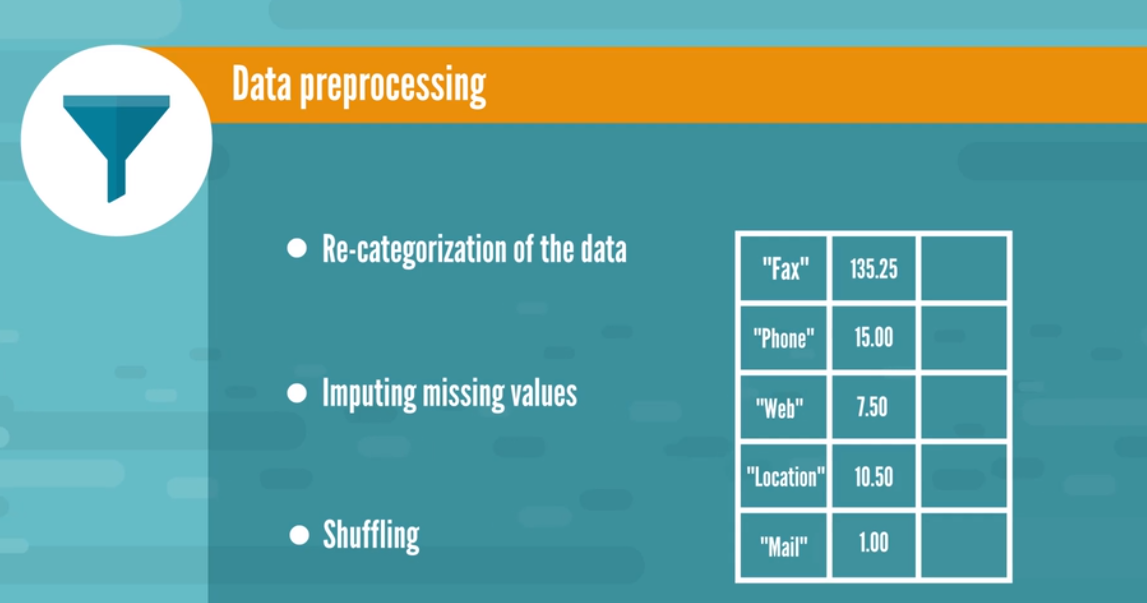 Data preprocessing
Re-categorization of the data
Imputing missing values
Shuffling
"Fax" 135.25
"Phone" 15.00
"Web" 7.50
"Location" 10.50
"Mail" 1.00